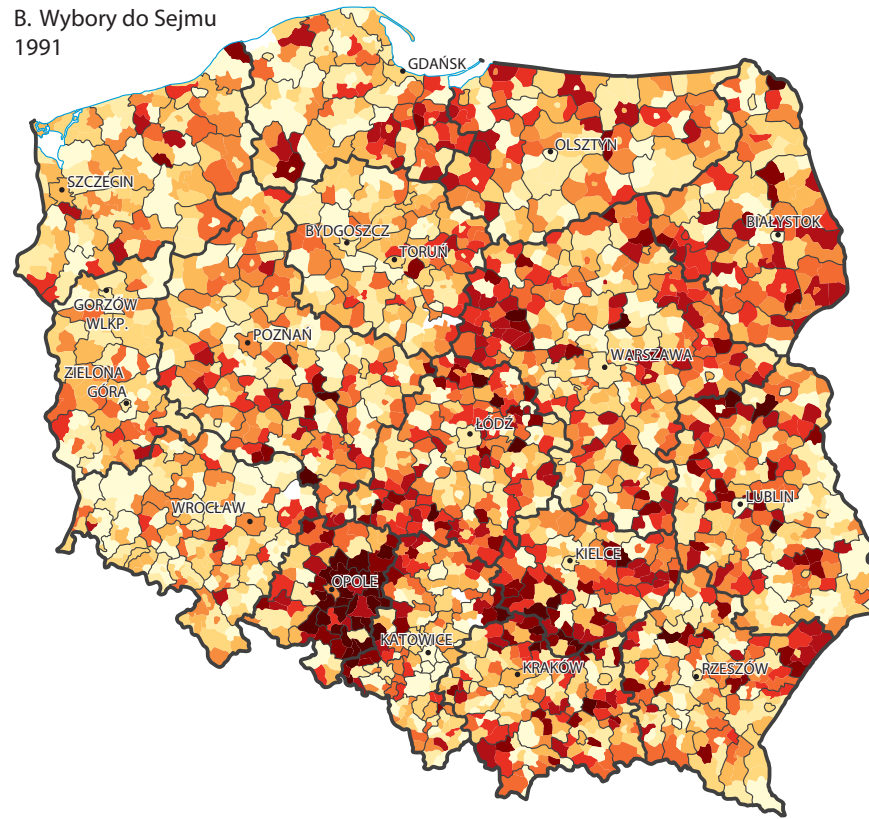 B. Wybory do Sejmu
1991
GDAŃSK
OLSZTYN
SZCZECIN
BIAŁYSTOK
BYDGOSZCZ
TORUŃ
GORZÓW
WLKP.
POZNAŃ
WARSZAWA
ZIELONA
GÓRA
ŁÓDŹ
LUBLIN
WROCŁAW
KIELCE
OPOLE
KATOWICE
KRAKÓW
RZESZÓW